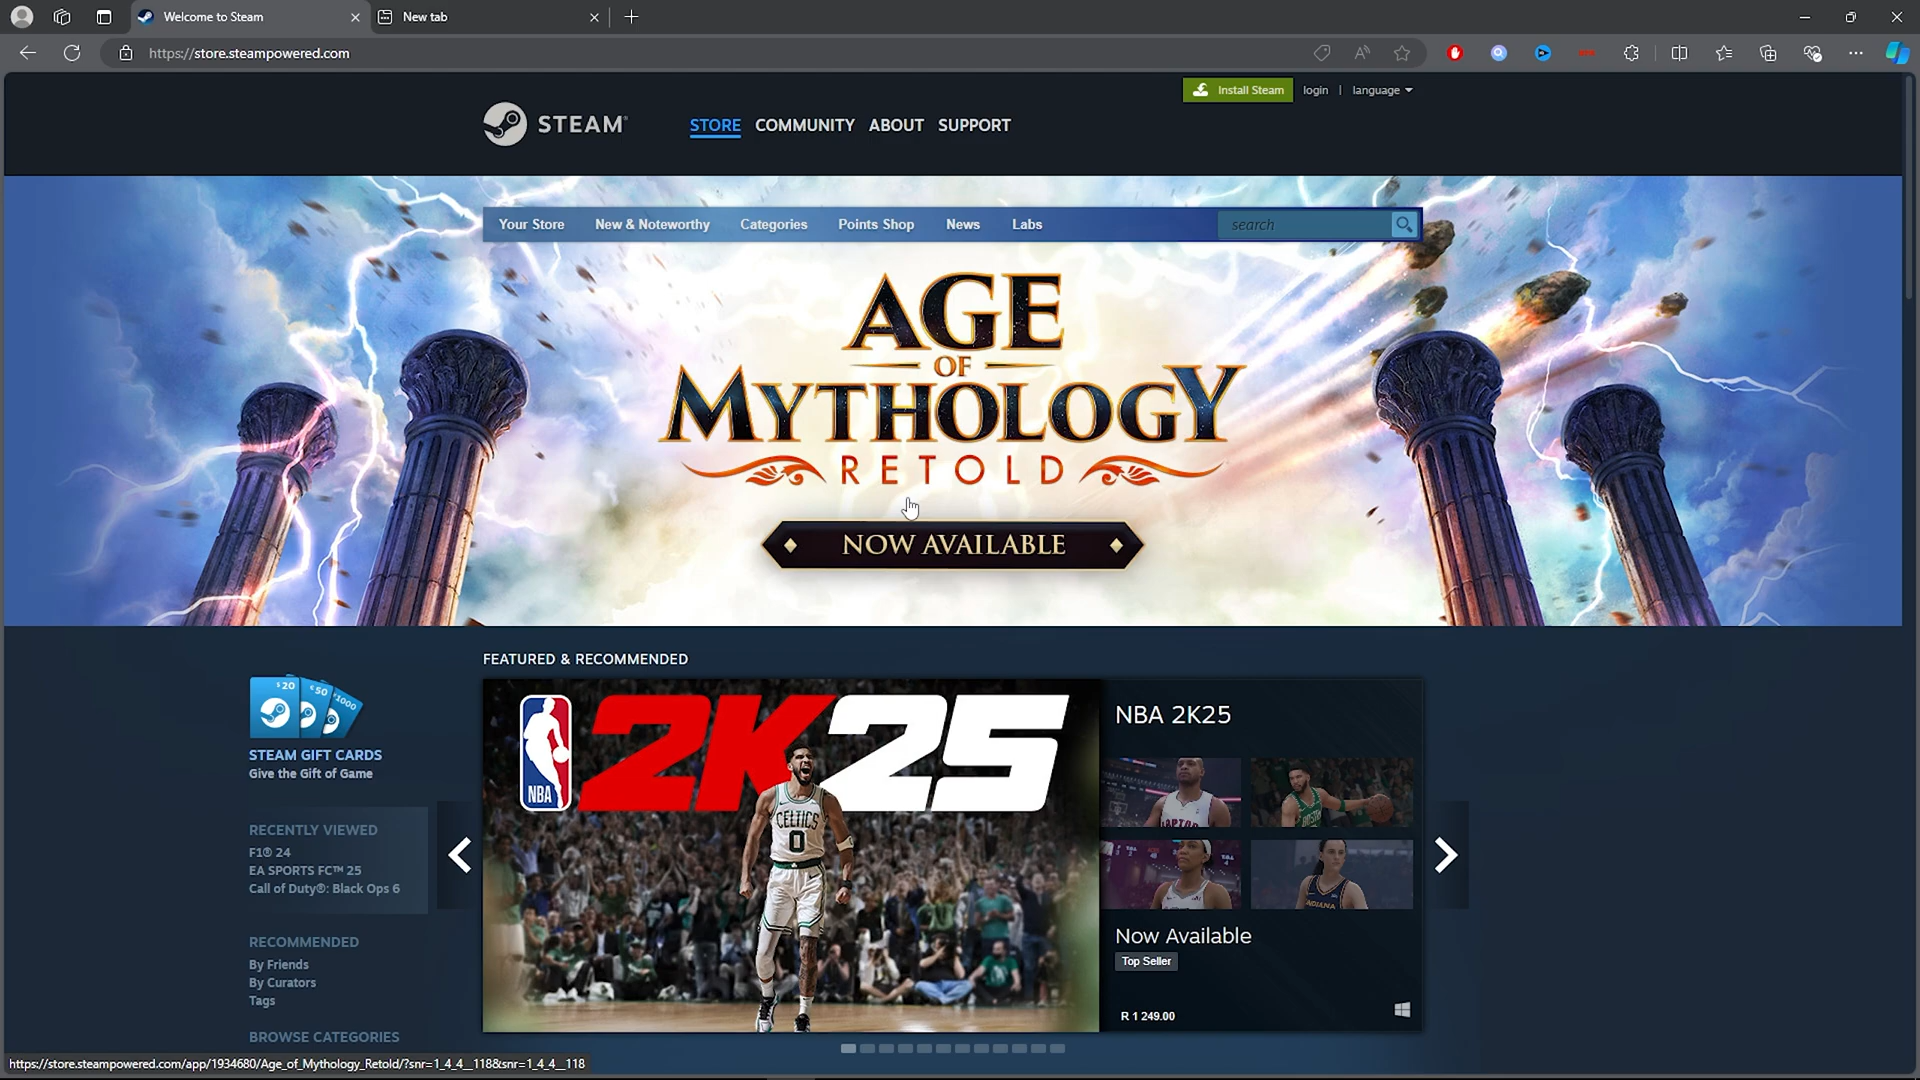 Welcome to Steam
New tab
https://store.steampowered.com
Install Steam login | language
STEAM
STORE COMMUNITY ABOUT SUPPORT
Your Store New & Noteworthy Categories Points Shop News Labs search
AGE
OF
MYTHOLOGY
RETOLD
NOW AVAILABLE
FEATURED & RECOMMENDED
$20 €50 1000
STEAM GIFT CARDS
Give the Gift of Game
RECENTLY VIEWED
F1® 24
EA SPORTS FC™ 25
Call of Duty®: Black Ops 6
RECOMMENDED
By Friends
By Curators
Tags
BROWSE CATEGORIES
NBA
2K25
CELTICS
0
NBA 2K25
Now Available
Top Seller
R 1 249.00
https://store.steampowered.com/app/1934680/Age_of_Mythology_Retold/?snr=1_4_4__118&snr=1_4_4__118